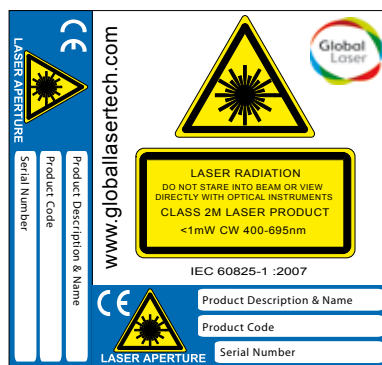 LASER APERTURE
Serial Number
Product Code
Product Description & Name
www.globallasertech.com
Global
Laser
LASER RADIATION
DO NOT STARE INTO BEAM OR VIEW
DIRECTLY WITH OPTICAL INSTRUMENTS
CLASS 2M LASER PRODUCT
<1mW CW 400-695nm
IEC 60825-1 :2007
CE
LASER APERTURE
Product Description & Name
Product Code
Serial Number
CE